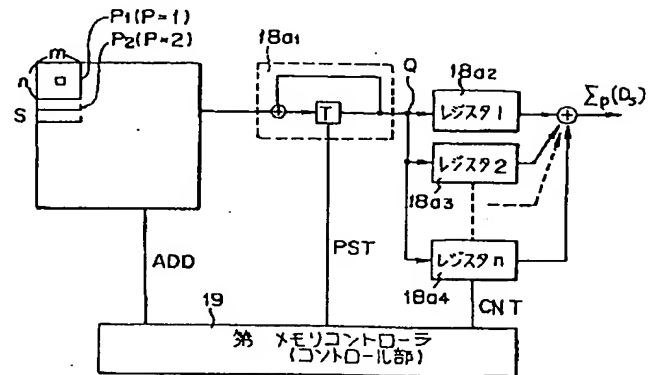 P1(P=1)
P2(P=2)
m
n
S
18a1
T
Q
18a2
レジスタ1
Σp(Ds)
レジスタ2
18a3
レジスタn
18a4
ADD
PST
CNT
19
第 メモリコントローラ
(コントロール部)